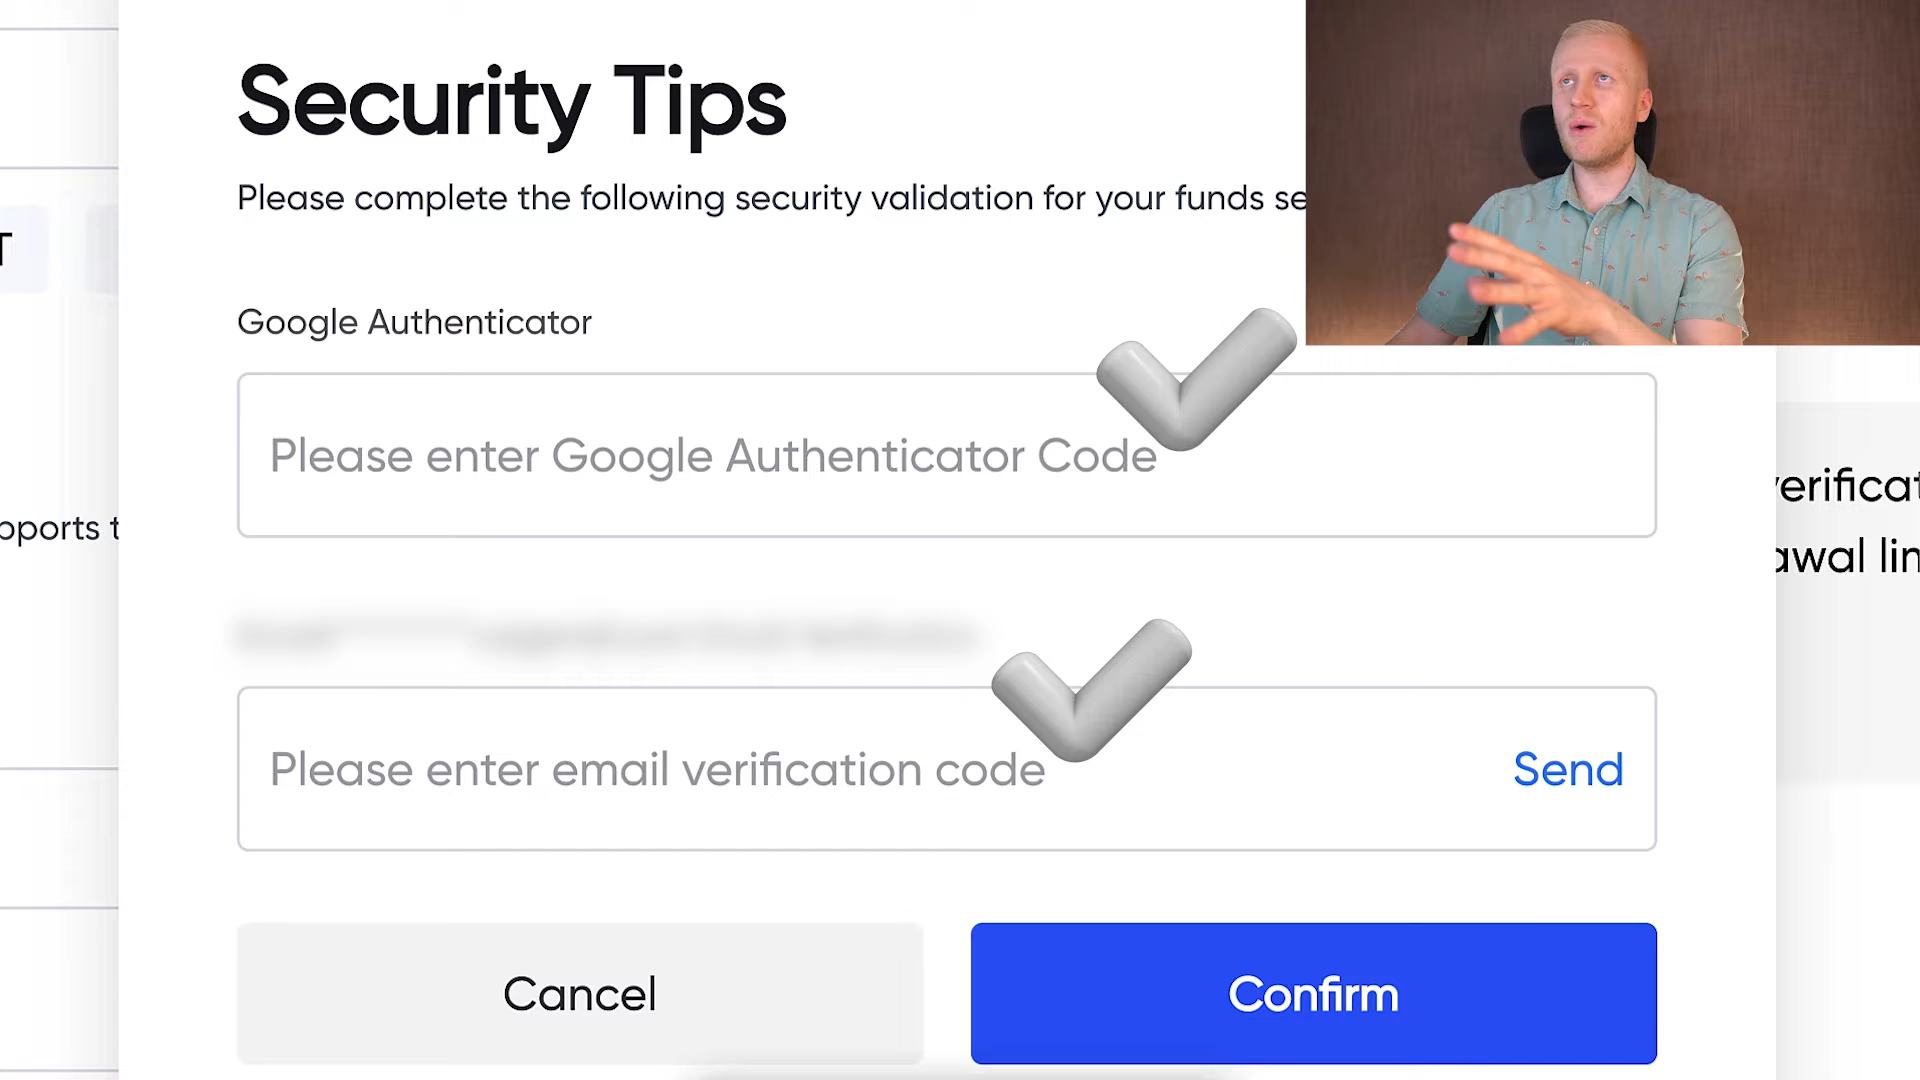 Security Tips
Please complete the following security validation for your funds se
T
Google Authenticator
Please enter Google Authenticator Code
verificat
pports t
awal lin
Please enter email verification code
Send
Cancel
Confirm